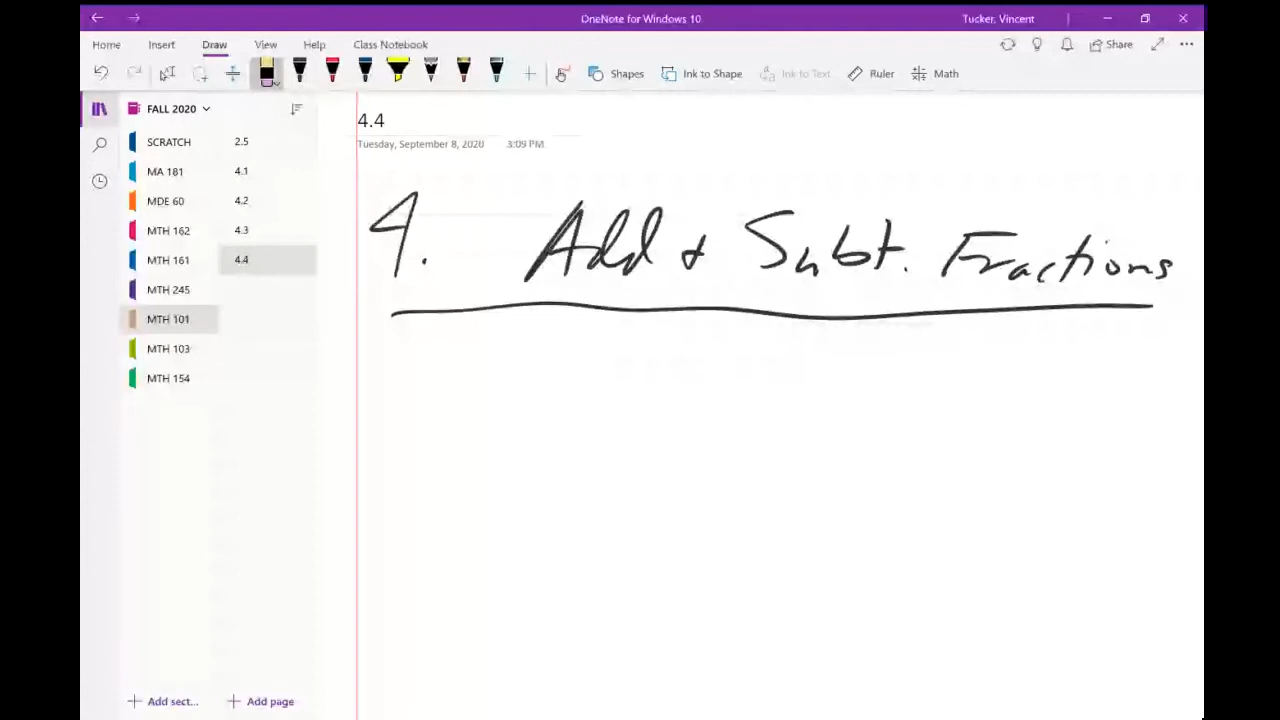 OneNote for Windows 10
Tucker, Vincent
Home Insert Draw View Help Class Notebook
Share
Shapes Ink to Shape Ink to Text Ruler Math
FALL 2020
SCRATCH
MA 181
MDE 60
MTH 162
MTH 161
MTH 245
MTH 101
MTH 103
MTH 154
Add sect...
2.5
4.1
4.2
4.3
4.4
Add page
4.4
Tuesday, September 8, 2020 3:09 PM
4. Add & Subt. Fractions